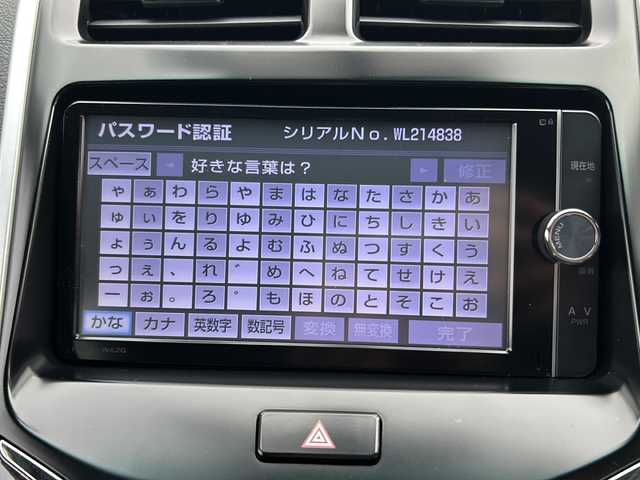 パスワード認証 シリアルNo.WL214838
スペース → 好きな言葉は? ► 修正
ゃ ぁ わ ら や ま は な た さ か あ
ゅ ぃ を り ゆ み ひ に ち し き い
ょ ぅ ん る よ む ふ ぬ つ す く う
っ ぇ 、 れ ゛ め へ ね て せ け え
ー ぉ 。 ろ ゜ も ほ の と そ こ お
かな カナ 英数字 数記号 変換 無変換 完了
現在地
A V
PWR